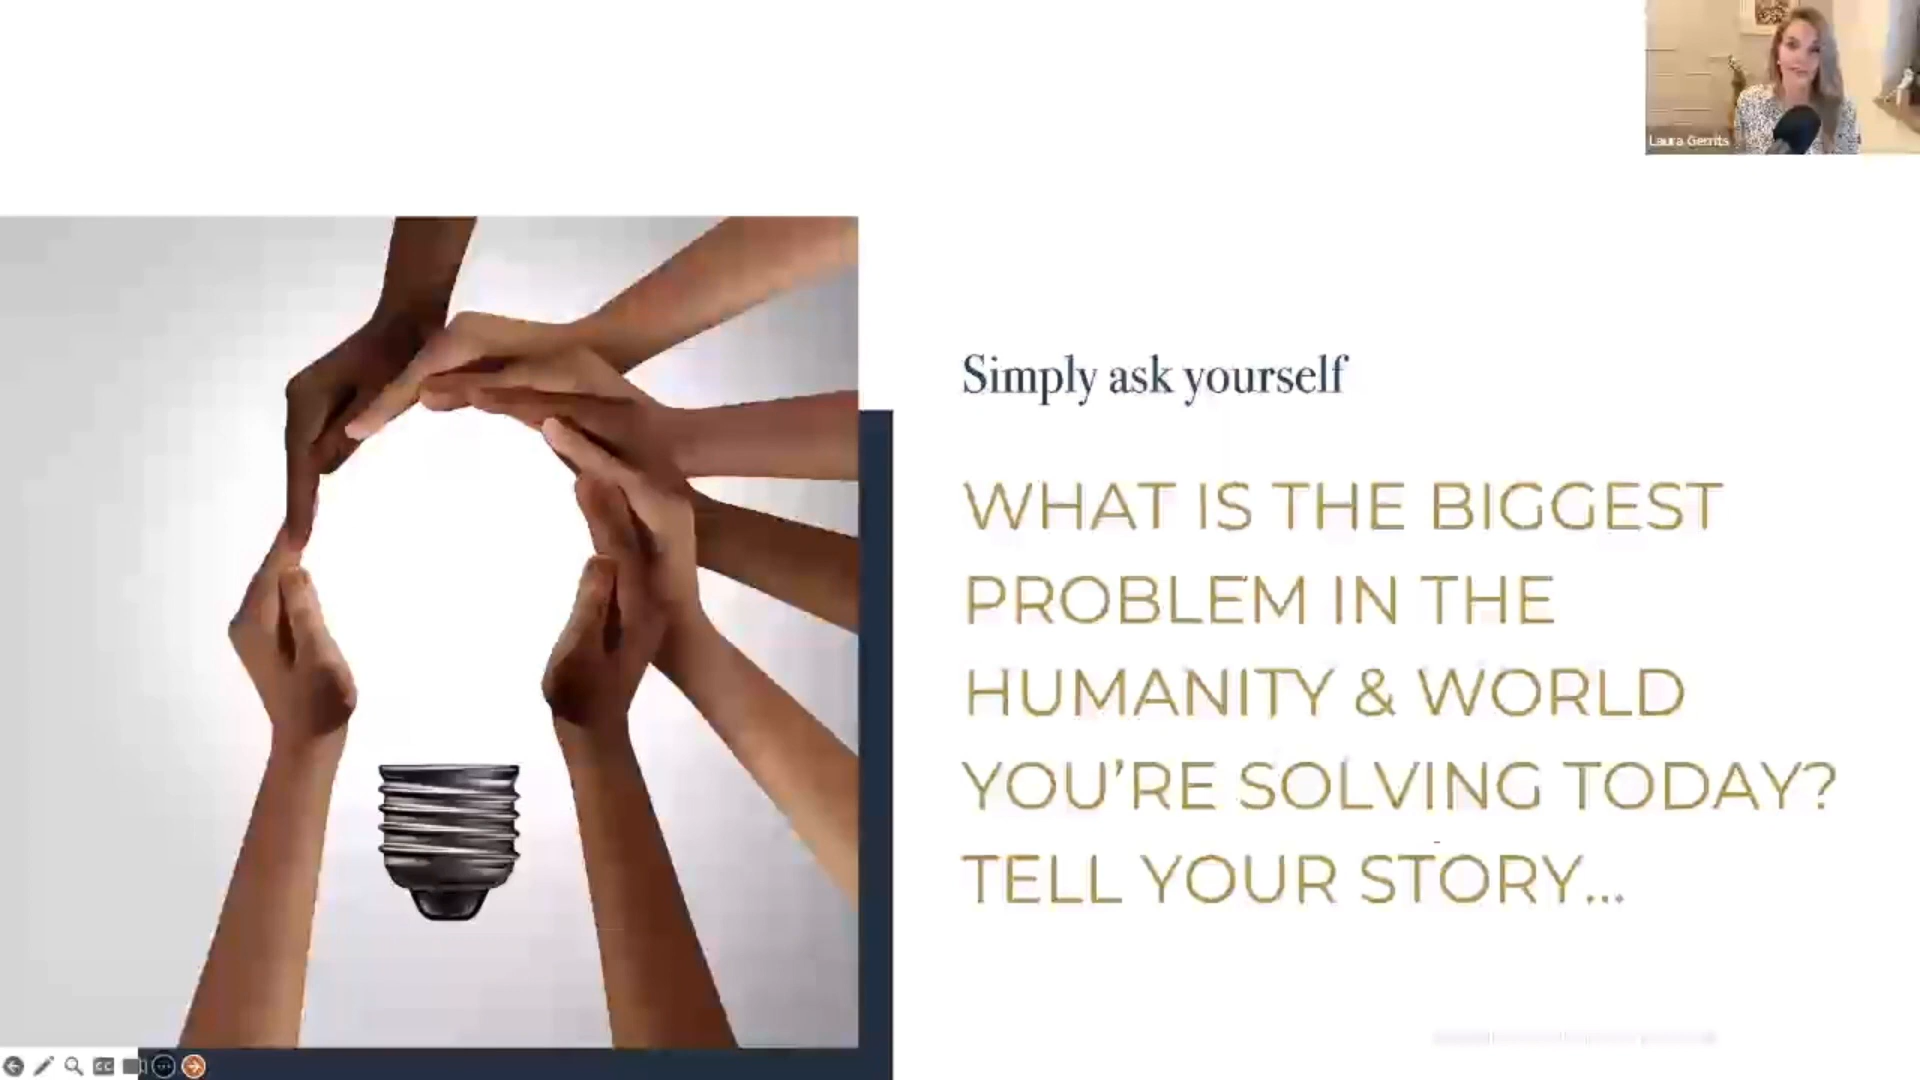 Laura Gerrits
Simply ask yourself
WHAT IS THE BIGGEST
PROBLEM IN THE
HUMANITY & WORLD
YOU'RE SOLVING TODAY?
TELL YOUR STORY...
CC